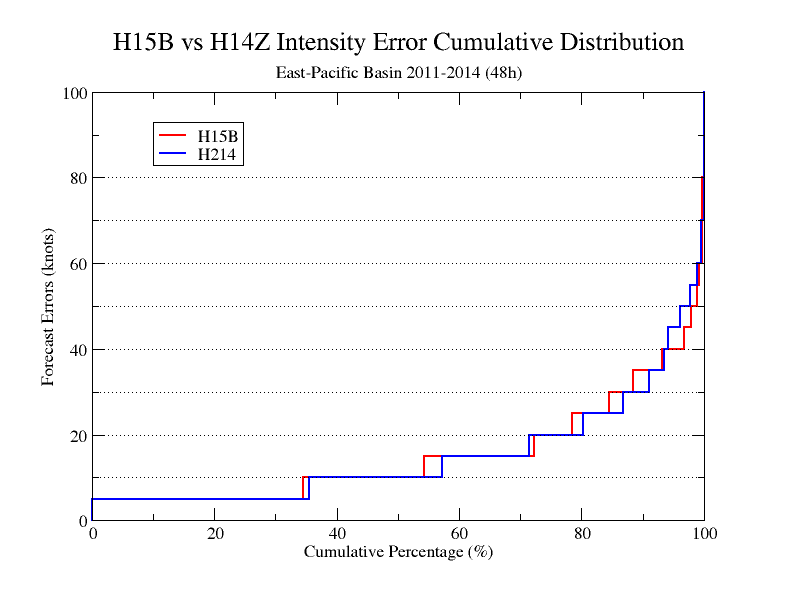 H15B vs H14Z Intensity Error Cumulative Distribution
East-Pacific Basin 2011-2014 (48h)
100
80
60
40
20
0
Forecast Errors (knots)
H15B
H214
0 20 40 60 80 100
Cumulative Percentage (%)